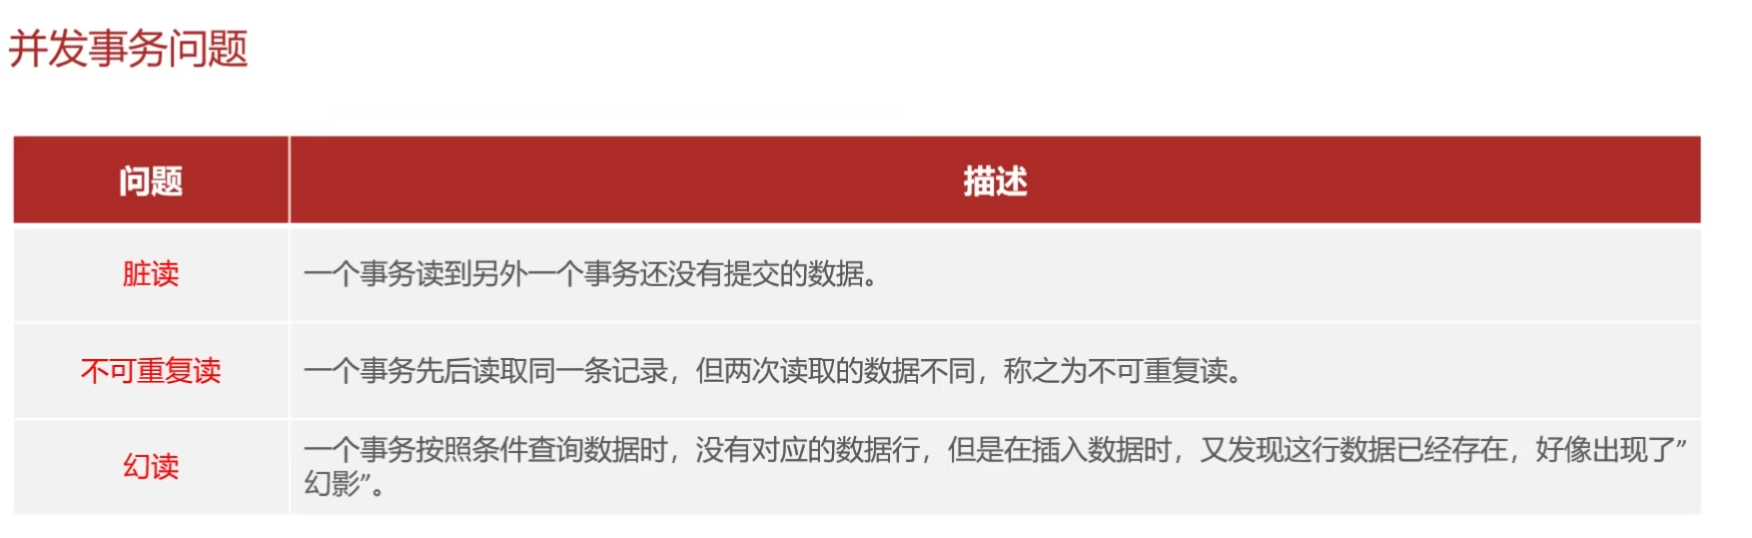 并发事务问题
问题 描述
脏读 一个事务读到另外一个事务还没有提交的数据。
不可重复读 一个事务先后读取同一条记录，但两次读取的数据不同，称之为不可重复读。
幻读 一个事务按照条件查询数据时，没有对应的数据行，但是在插入数据时，又发现这行数据已经存在，好像出现了”
幻影”。